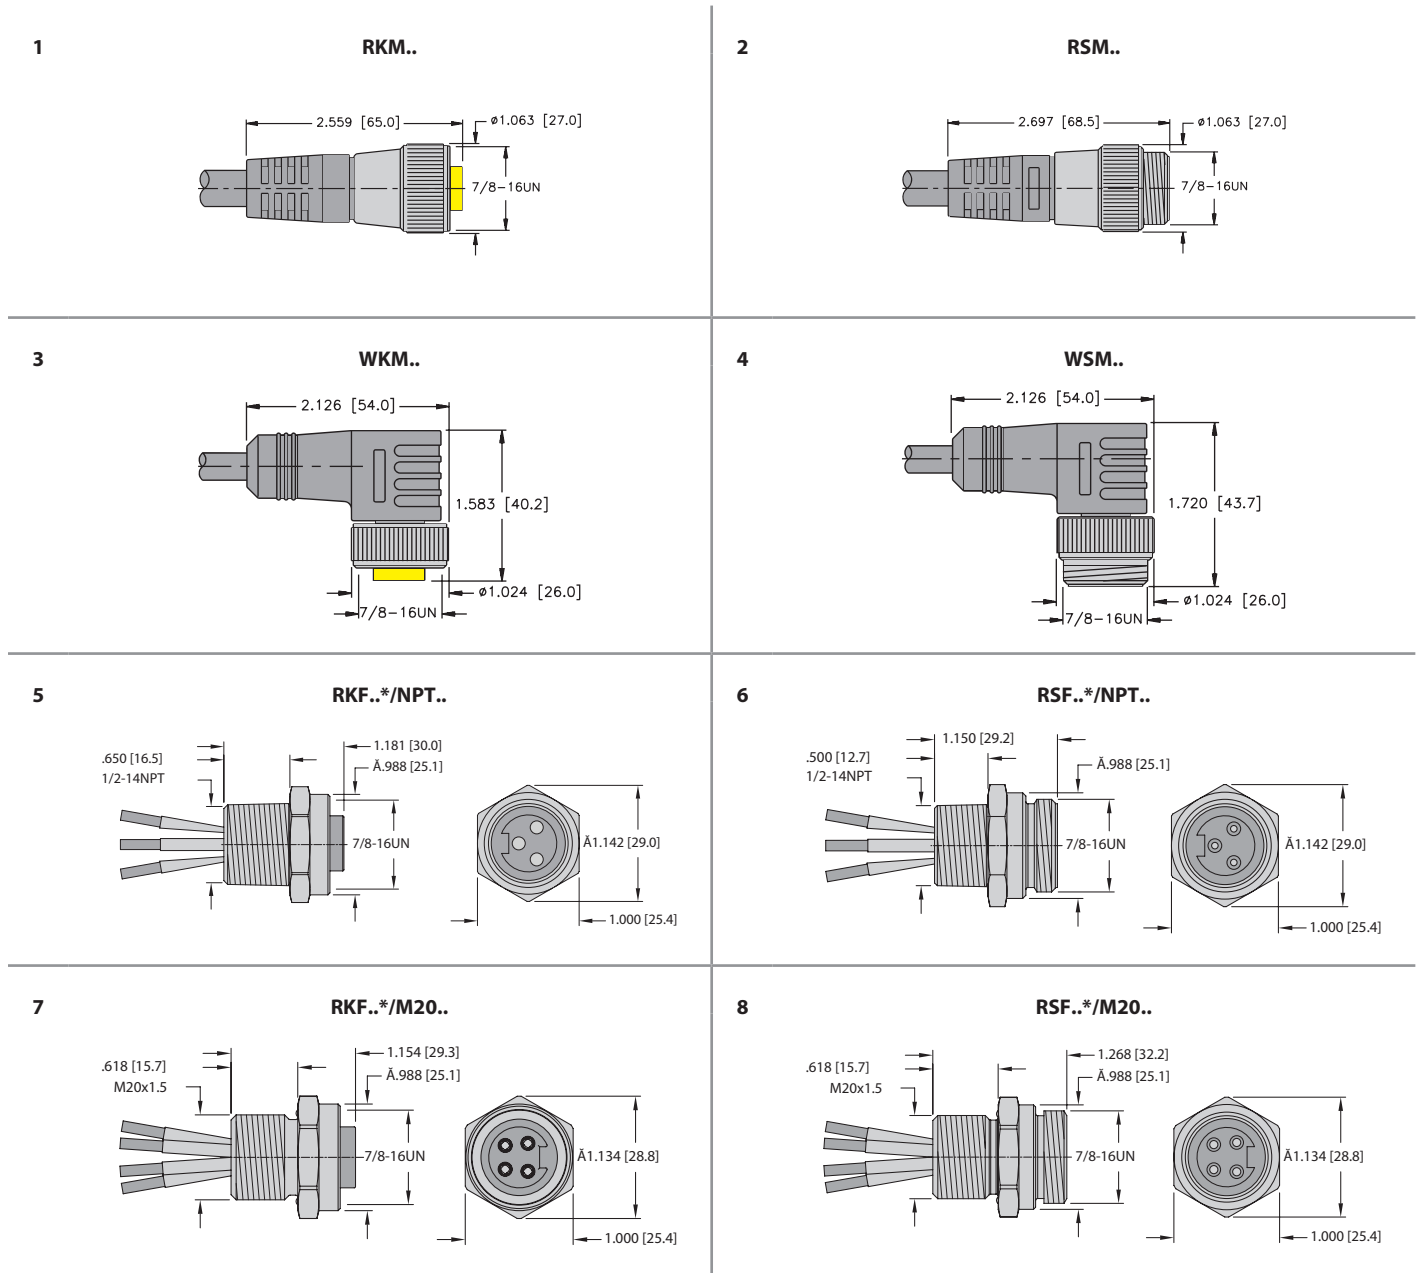 1
RKM..
2.559 [65.0]
ø1.063 [27.0]
7/8-16UN
2
RSM..
2.697 [68.5]
ø1.063 [27.0]
7/8-16UN
3
WKM..
2.126 [54.0]
1.583 [40.2]
ø1.024 [26.0]
7/8-16UN
4
WSM..
2.126 [54.0]
1.720 [43.7]
ø1.024 [26.0]
7/8-16UN
5
RKF..*/NPT..
.650 [16.5]
1/2-14NPT
1.181 [30.0]
Ă.988 [25.1]
7/8-16UN
Ă1.142 [29.0]
1.000 [25.4]
6
RSF..*/NPT..
.500 [12.7]
1/2-14NPT
1.150 [29.2]
Ă.988 [25.1]
7/8-16UN
Ă1.142 [29.0]
1.000 [25.4]
7
RKF..*/M20..
.618 [15.7]
M20x1.5
1.154 [29.3]
Ă.988 [25.1]
7/8-16UN
Ă1.134 [28.8]
1.000 [25.4]
8
RSF..*/M20..
.618 [15.7]
M20x1.5
1.268 [32.2]
Ă.988 [25.1]
7/8-16UN
Ă1.134 [28.8]
1.000 [25.4]